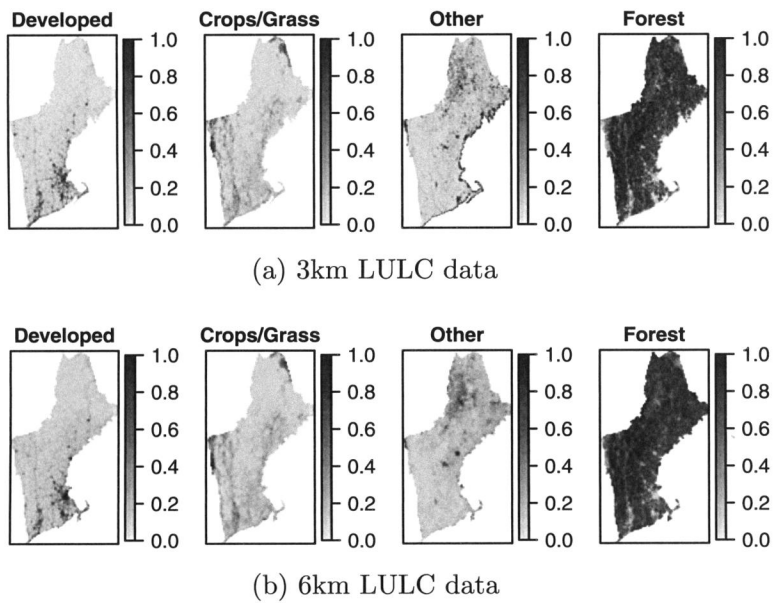 Developed Crops/Grass Other Forest
1.0 1.0 1.0 1.0
0.8 0.8 0.8 0.8
0.6 0.6 0.6 0.6
0.4 0.4 0.4 0.4
0.2 0.2 0.2 0.2
0.0 0.0 0.0 0.0
(a) 3km LULC data
Developed Crops/Grass Other Forest
1.0 1.0 1.0 1.0
0.8 0.8 0.8 0.8
0.6 0.6 0.6 0.6
0.4 0.4 0.4 0.4
0.2 0.2 0.2 0.2
0.0 0.0 0.0 0.0
(b) 6km LULC data